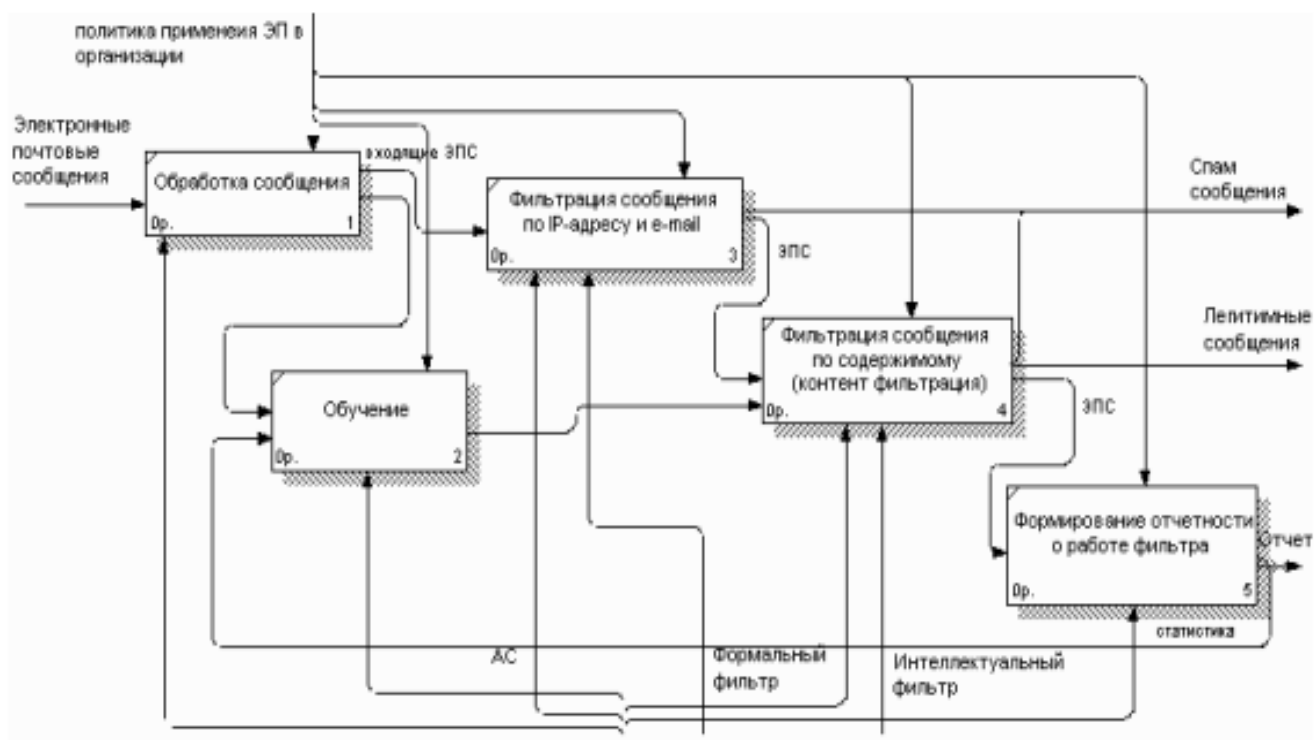 политика применеия ЭП в
организации
Электронные
почтовые
сообщения
входящие ЭПС
Обработка сообщения
0р.
1
Фильтрация сообщения
по IP-адресу и e-mail
0р.
3
Спам
сообщения
ЭПС
Фильтрация сообщения
по содержимому
(контент фильтрация)
0р.
4
Легитимные
сообщения
Обучение
0р.
2
ЭПС
Формирование отчетности
о работе фильтра
0р.
5
Отчет
статистика
АС
Формальный
фильтр
Интеллектуальный
фильтр